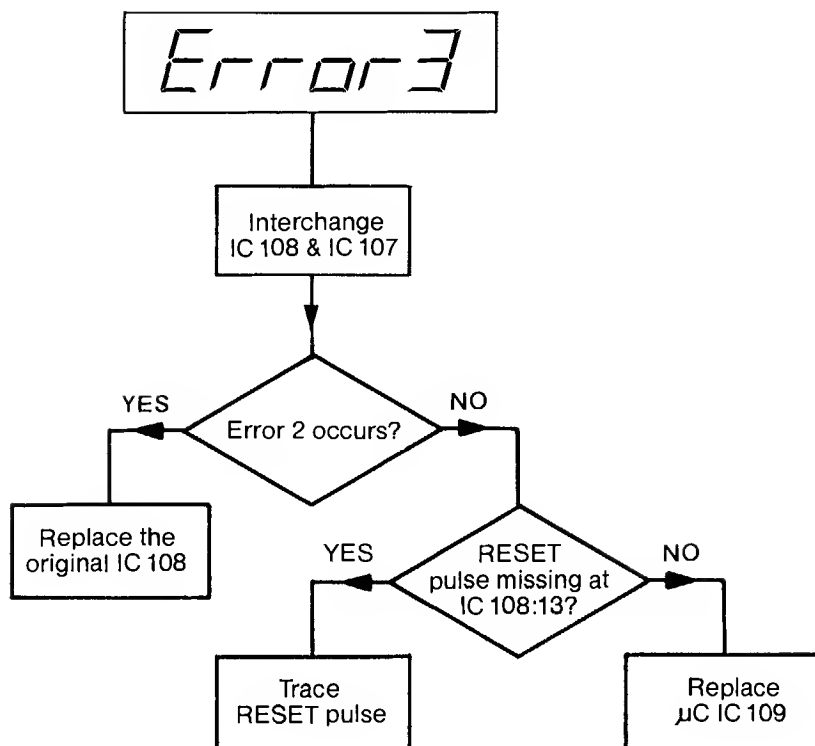 Error3
Interchange
IC 108 & IC 107
YES
NO
Error 2 occurs?
Replace the
original IC 108
YES
RESET
NO
pulse missing at
IC 108:13?
Trace
RESET pulse
Replace
µC IC 109